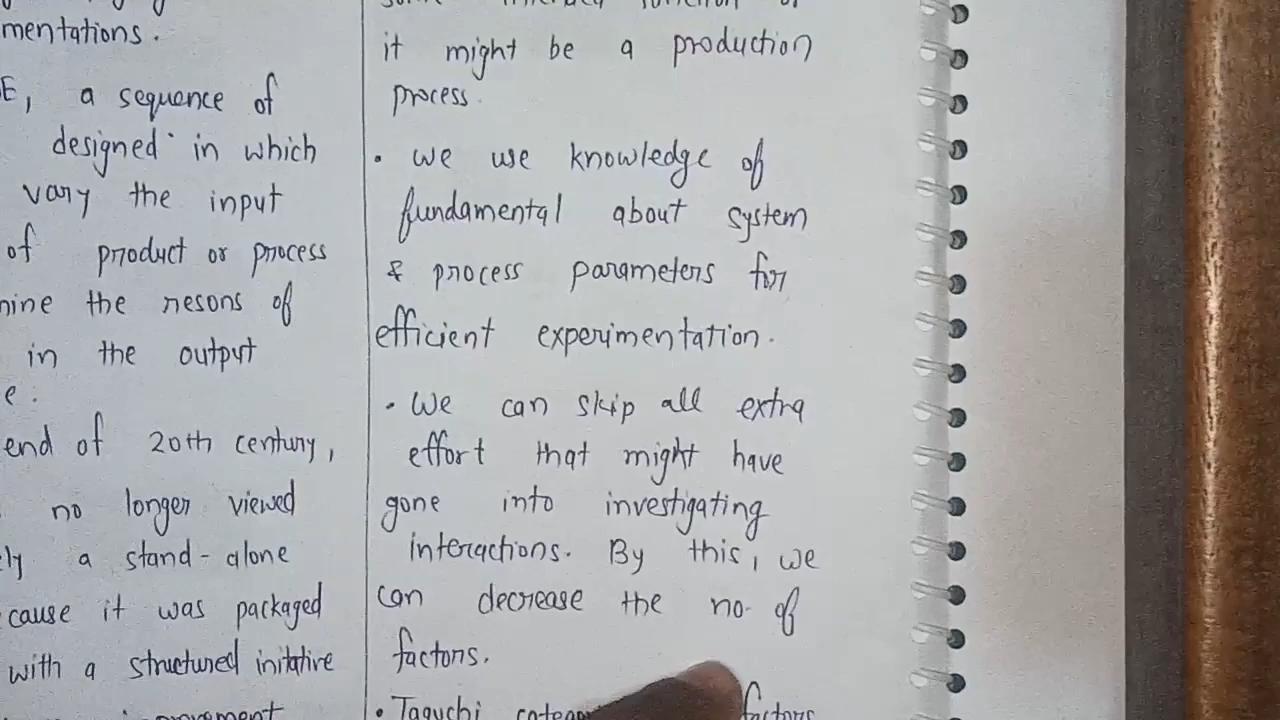 mentations.
E, a sequence of
designed in which
vary the input
of product or process
mine the resons of
in the output
e.
end of 20th century,
no longer viewed
ly a stand-alone
cause it was packaged
with a structured initative
it might be a production
process.
• we use knowledge of
fundamental about system
& process parameters for
efficient experimentation.
• We can skip all extra
effort that might have
gone into investigating
interactions. By this, we
can decrease the no. of
factors.
• Taguchi factors